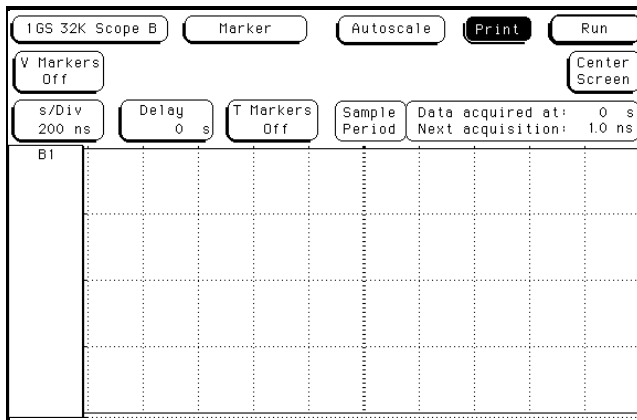 1GS 32K Scope B Marker Autoscale Print Run
V Markers
Off
Center
Screen
s/Div
200 ns
Delay
0 s
T Markers
Off
Sample
Period
Data acquired at: 0 s
Next acquisition: 1.0 ns
B1